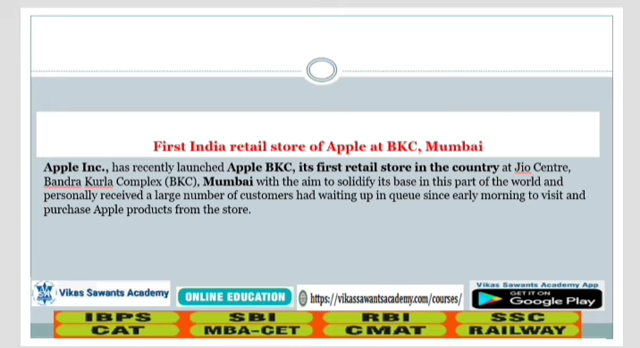 First India retail store of Apple at BKC, Mumbai
Apple Inc., has recently launched Apple BKC, its first retail store in the country at Jio Centre,
Bandra Kurla Complex (BKC), Mumbai with the aim to solidify its base in this part of the world and
personally received a large number of customers had waiting up in queue since early morning to visit and
purchase Apple products from the store.
Vikas Sawants Academy
ONLINE EDUCATION
https://vikassawantsacademy.com/courses/
Vikas Sawants Academy App
GET IT ON
Google Play
IBPS SBI RBI SSC
CAT MBA-CET CMAT RAILWAY